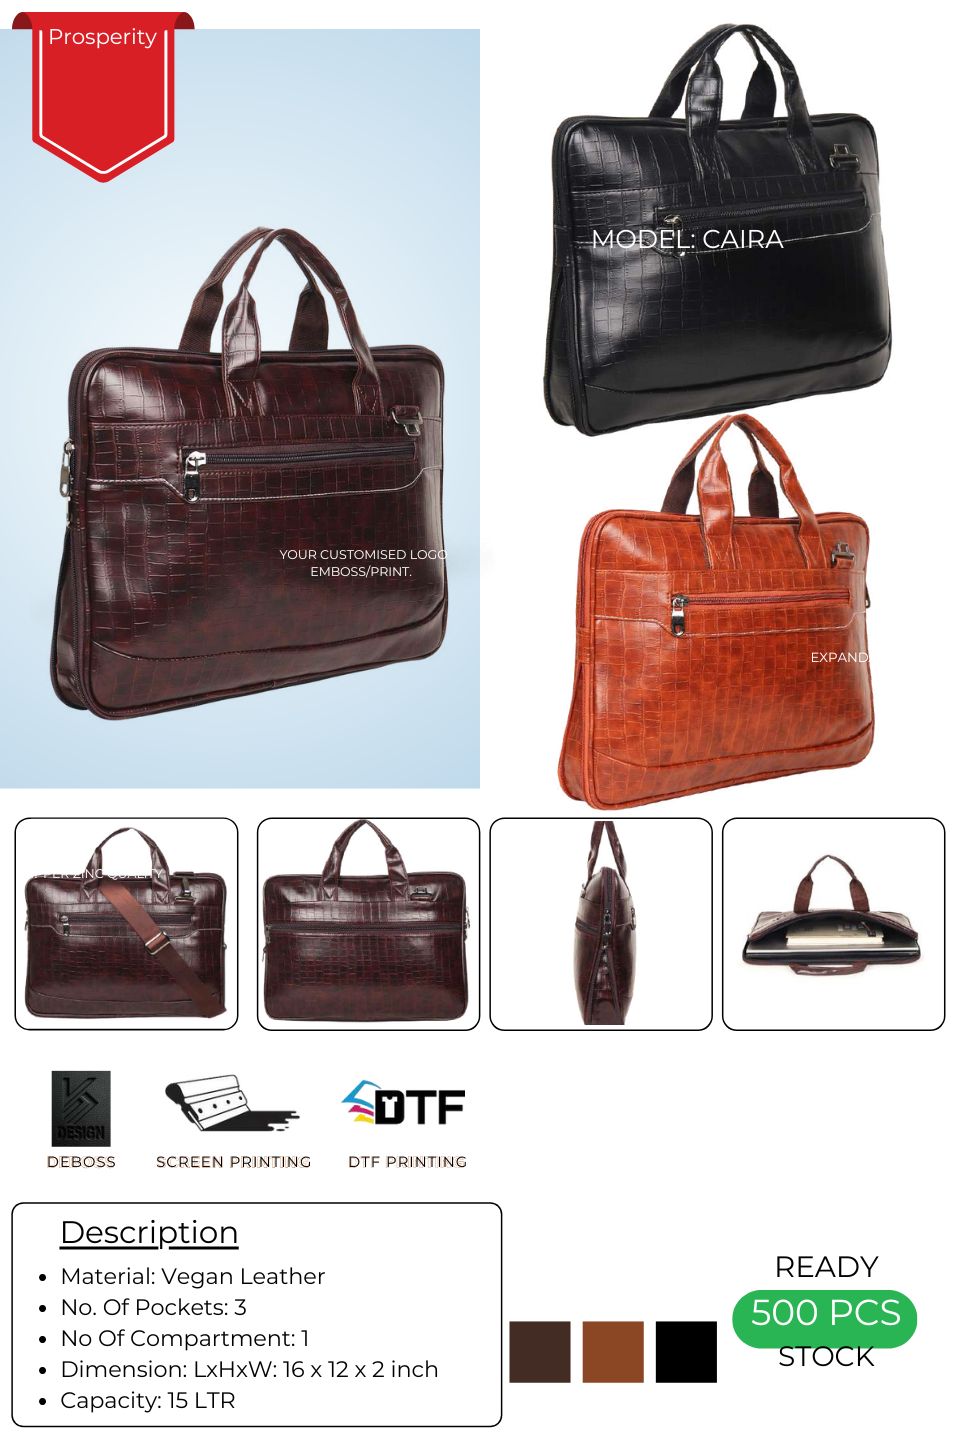 Prosperity
MODEL: CAIRA
YOUR CUSTOMISED LOGO
EMBOSS/PRINT.
EXPAND
ZINC QUALITY
DESIGN
DTF
DEBOSS
SCREEN PRINTING
DTF PRINTING
Description
• Material: Vegan Leather
• No. Of Pockets: 3
• No Of Compartment: 1
• Dimension: LxHxW: 16 x 12 x 2 inch
• Capacity: 15 LTR
READY
500 PCS
STOCK